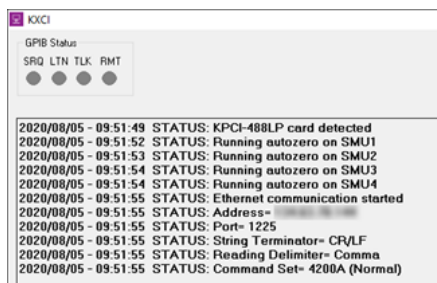 KXCI
GPIB Status
SRQ LTN TLK RMT
2020/08/05 - 09:51:49 STATUS: KPCI-488LP card detected
2020/08/05 - 09:51:52 STATUS: Running autozero on SMU1
2020/08/05 - 09:51:53 STATUS: Running autozero on SMU2
2020/08/05 - 09:51:54 STATUS: Running autozero on SMU3
2020/08/05 - 09:51:54 STATUS: Running autozero on SMU4
2020/08/05 - 09:51:55 STATUS: Ethernet communication started
2020/08/05 - 09:51:55 STATUS: Address=
2020/08/05 - 09:51:55 STATUS: Port= 1225
2020/08/05 - 09:51:55 STATUS: String Terminator= CR/LF
2020/08/05 - 09:51:55 STATUS: Reading Delimiter= Comma
2020/08/05 - 09:51:55 STATUS: Command Set= 4200A (Normal)